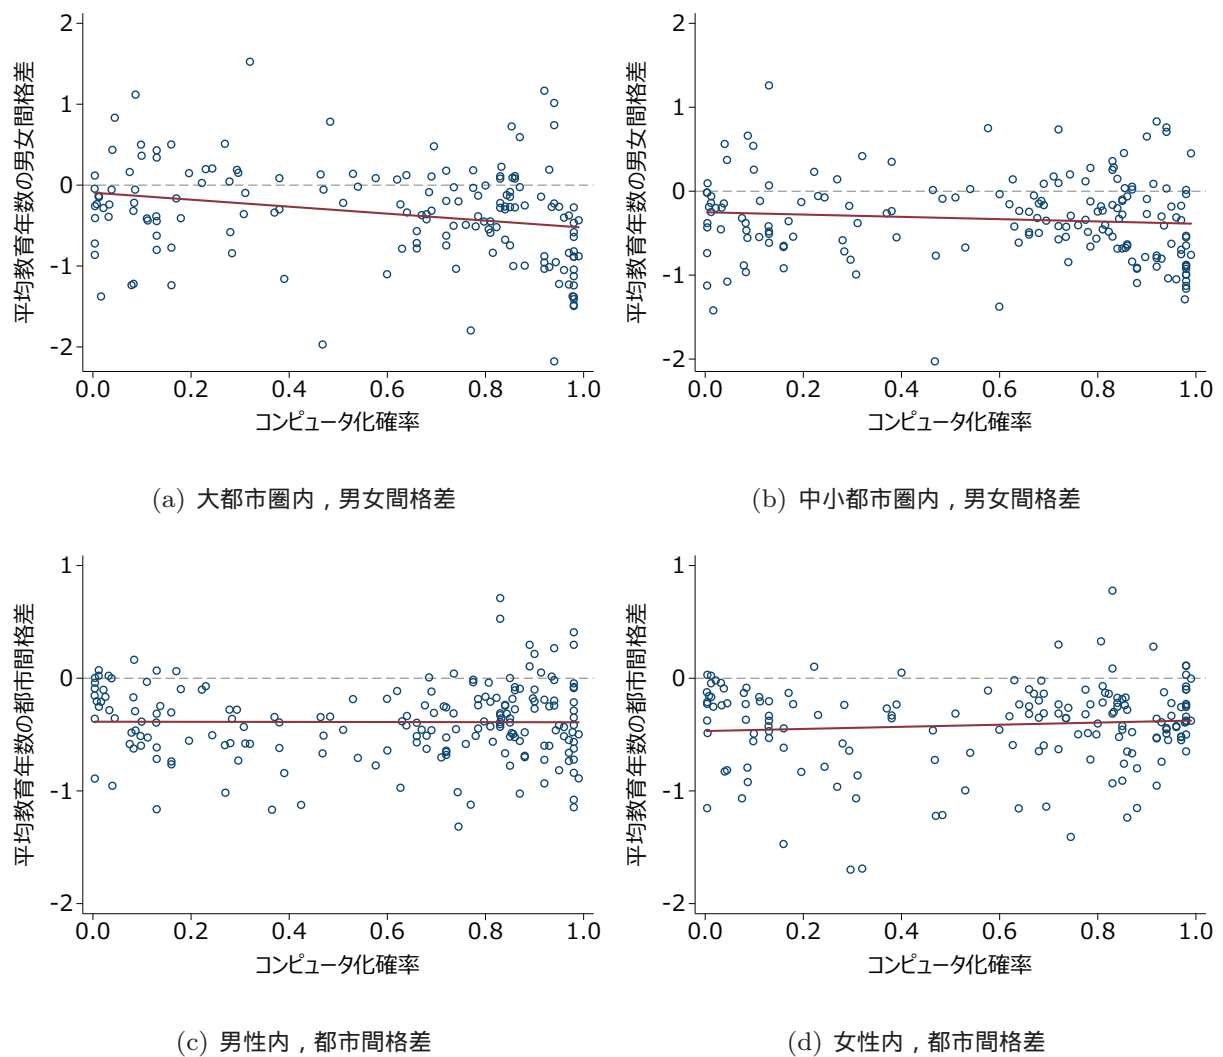 2
1
0
-1
-2
平均教育年数の男女間格差
0.0 0.2 0.4 0.6 0.8 1.0
コンピュータ化確率
(a) 大都市圏内 , 男女間格差
2
1
0
-1
-2
平均教育年数の男女間格差
0.0 0.2 0.4 0.6 0.8 1.0
コンピュータ化確率
(b) 中小都市圏内 , 男女間格差
1
0
-1
-2
平均教育年数の都市間格差
0.0 0.2 0.4 0.6 0.8 1.0
コンピュータ化確率
(c) 男性内 , 都市間格差
1
0
-1
-2
平均教育年数の都市間格差
0.0 0.2 0.4 0.6 0.8 1.0
コンピュータ化確率
(d) 女性内 , 都市間格差